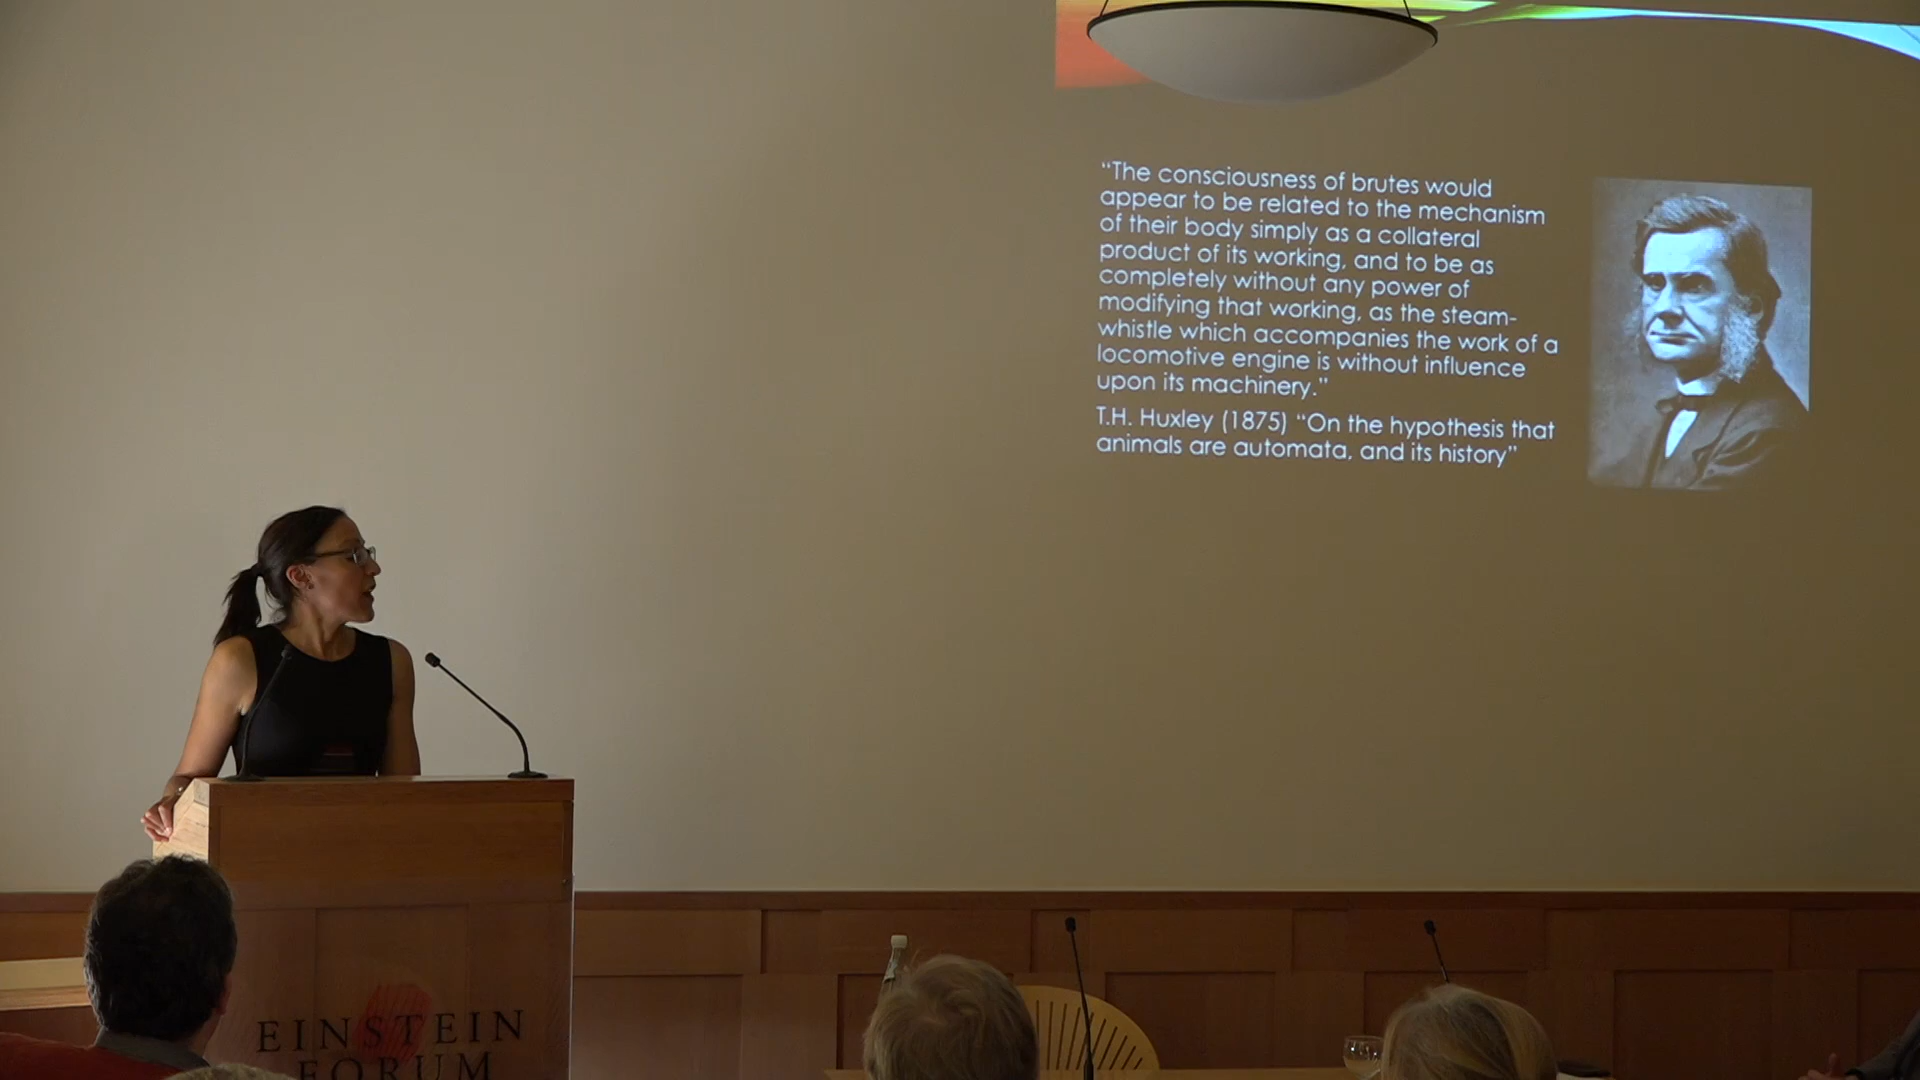 “The consciousness of brutes would
appear to be related to the mechanism
of their body simply as a collateral
product of its working, and to be as
completely without any power of
modifying that working, as the steam-
whistle which accompanies the work of a
locomotive engine is without influence
upon its machinery.”
T.H. Huxley (1875) “On the hypothesis that
animals are automata, and its history”
EINSTEIN
FORUM